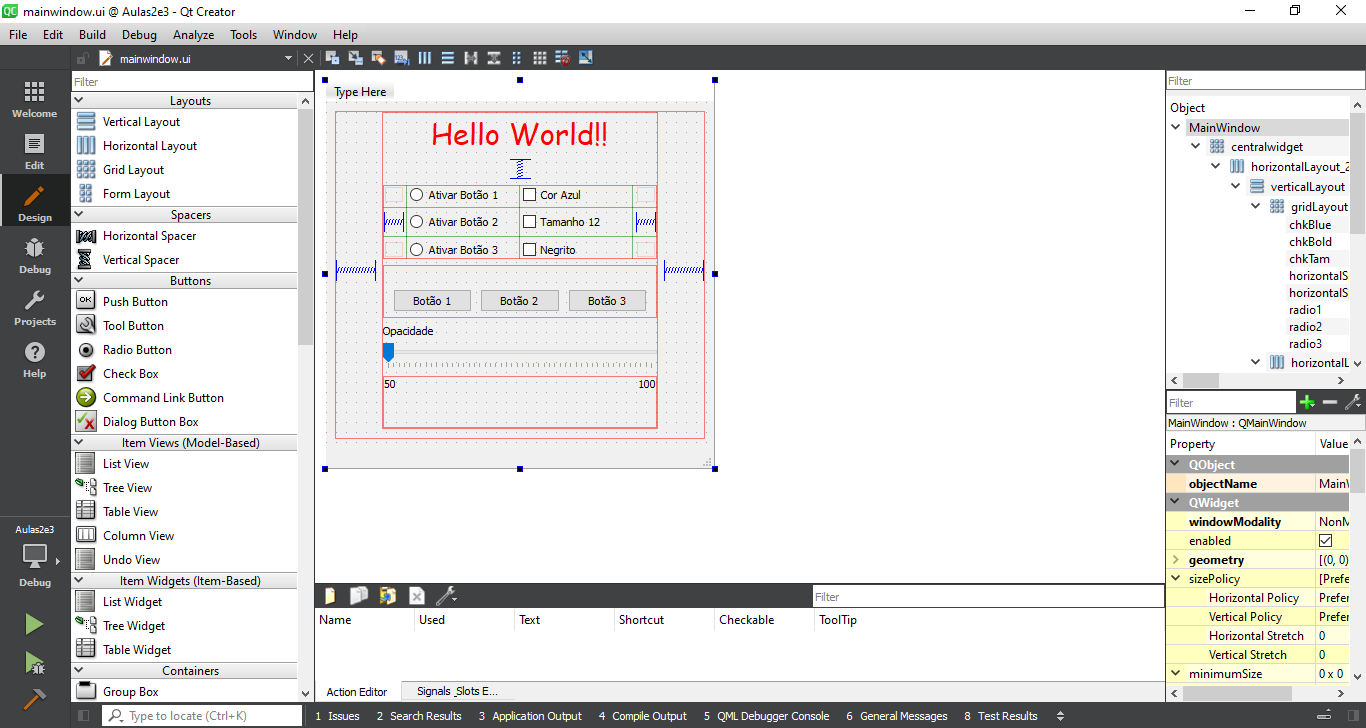 mainwindow.ui @ Aulas2e3 - Qt Creator
File Edit Build Debug Analyze Tools Window Help
mainwindow.ui
Welcome
Edit
Design
Debug
Projects
Help
Aulas2e3
Debug
Filter
Layouts
Vertical Layout
Horizontal Layout
Grid Layout
Form Layout
Spacers
Horizontal Spacer
Vertical Spacer
Buttons
OK Push Button
Tool Button
Radio Button
Check Box
Command Link Button
Dialog Button Box
Item Views (Model-Based)
List View
Tree View
Table View
Column View
Undo View
Item Widgets (Item-Based)
List Widget
Tree Widget
Table Widget
Containers
Group Box
Type Here
Hello World!!
Ativar Botão 1 Cor Azul
Ativar Botão 2 Tamanho 12
Ativar Botão 3 Negrito
Botão 1 Botão 2 Botão 3
Opacidade
50 100
Filter
Name Used Text Shortcut Checkable ToolTip
Action Editor Signals _Slots E...
Filter
Object
MainWindow
centralwidget
horizontalLayout_2
verticalLayout
gridLayout
chkBlue
chkBold
chkTam
horizontalS
horizontalS
radio1
radio2
radio3
horizontalL
Filter
MainWindow : QMainWindow
Property Value
QObject
objectName Main
QWidget
windowModality NonM
enabled
geometry [(0, 0)
sizePolicy [Prefe
Horizontal Policy Prefer
Vertical Policy Prefer
Horizontal Stretch 0
Vertical Stretch 0
minimumSize 0 x 0
Type to locate (Ctrl+K)
1 Issues 2 Search Results 3 Application Output 4 Compile Output 5 QML Debugger Console 6 General Messages 8 Test Results